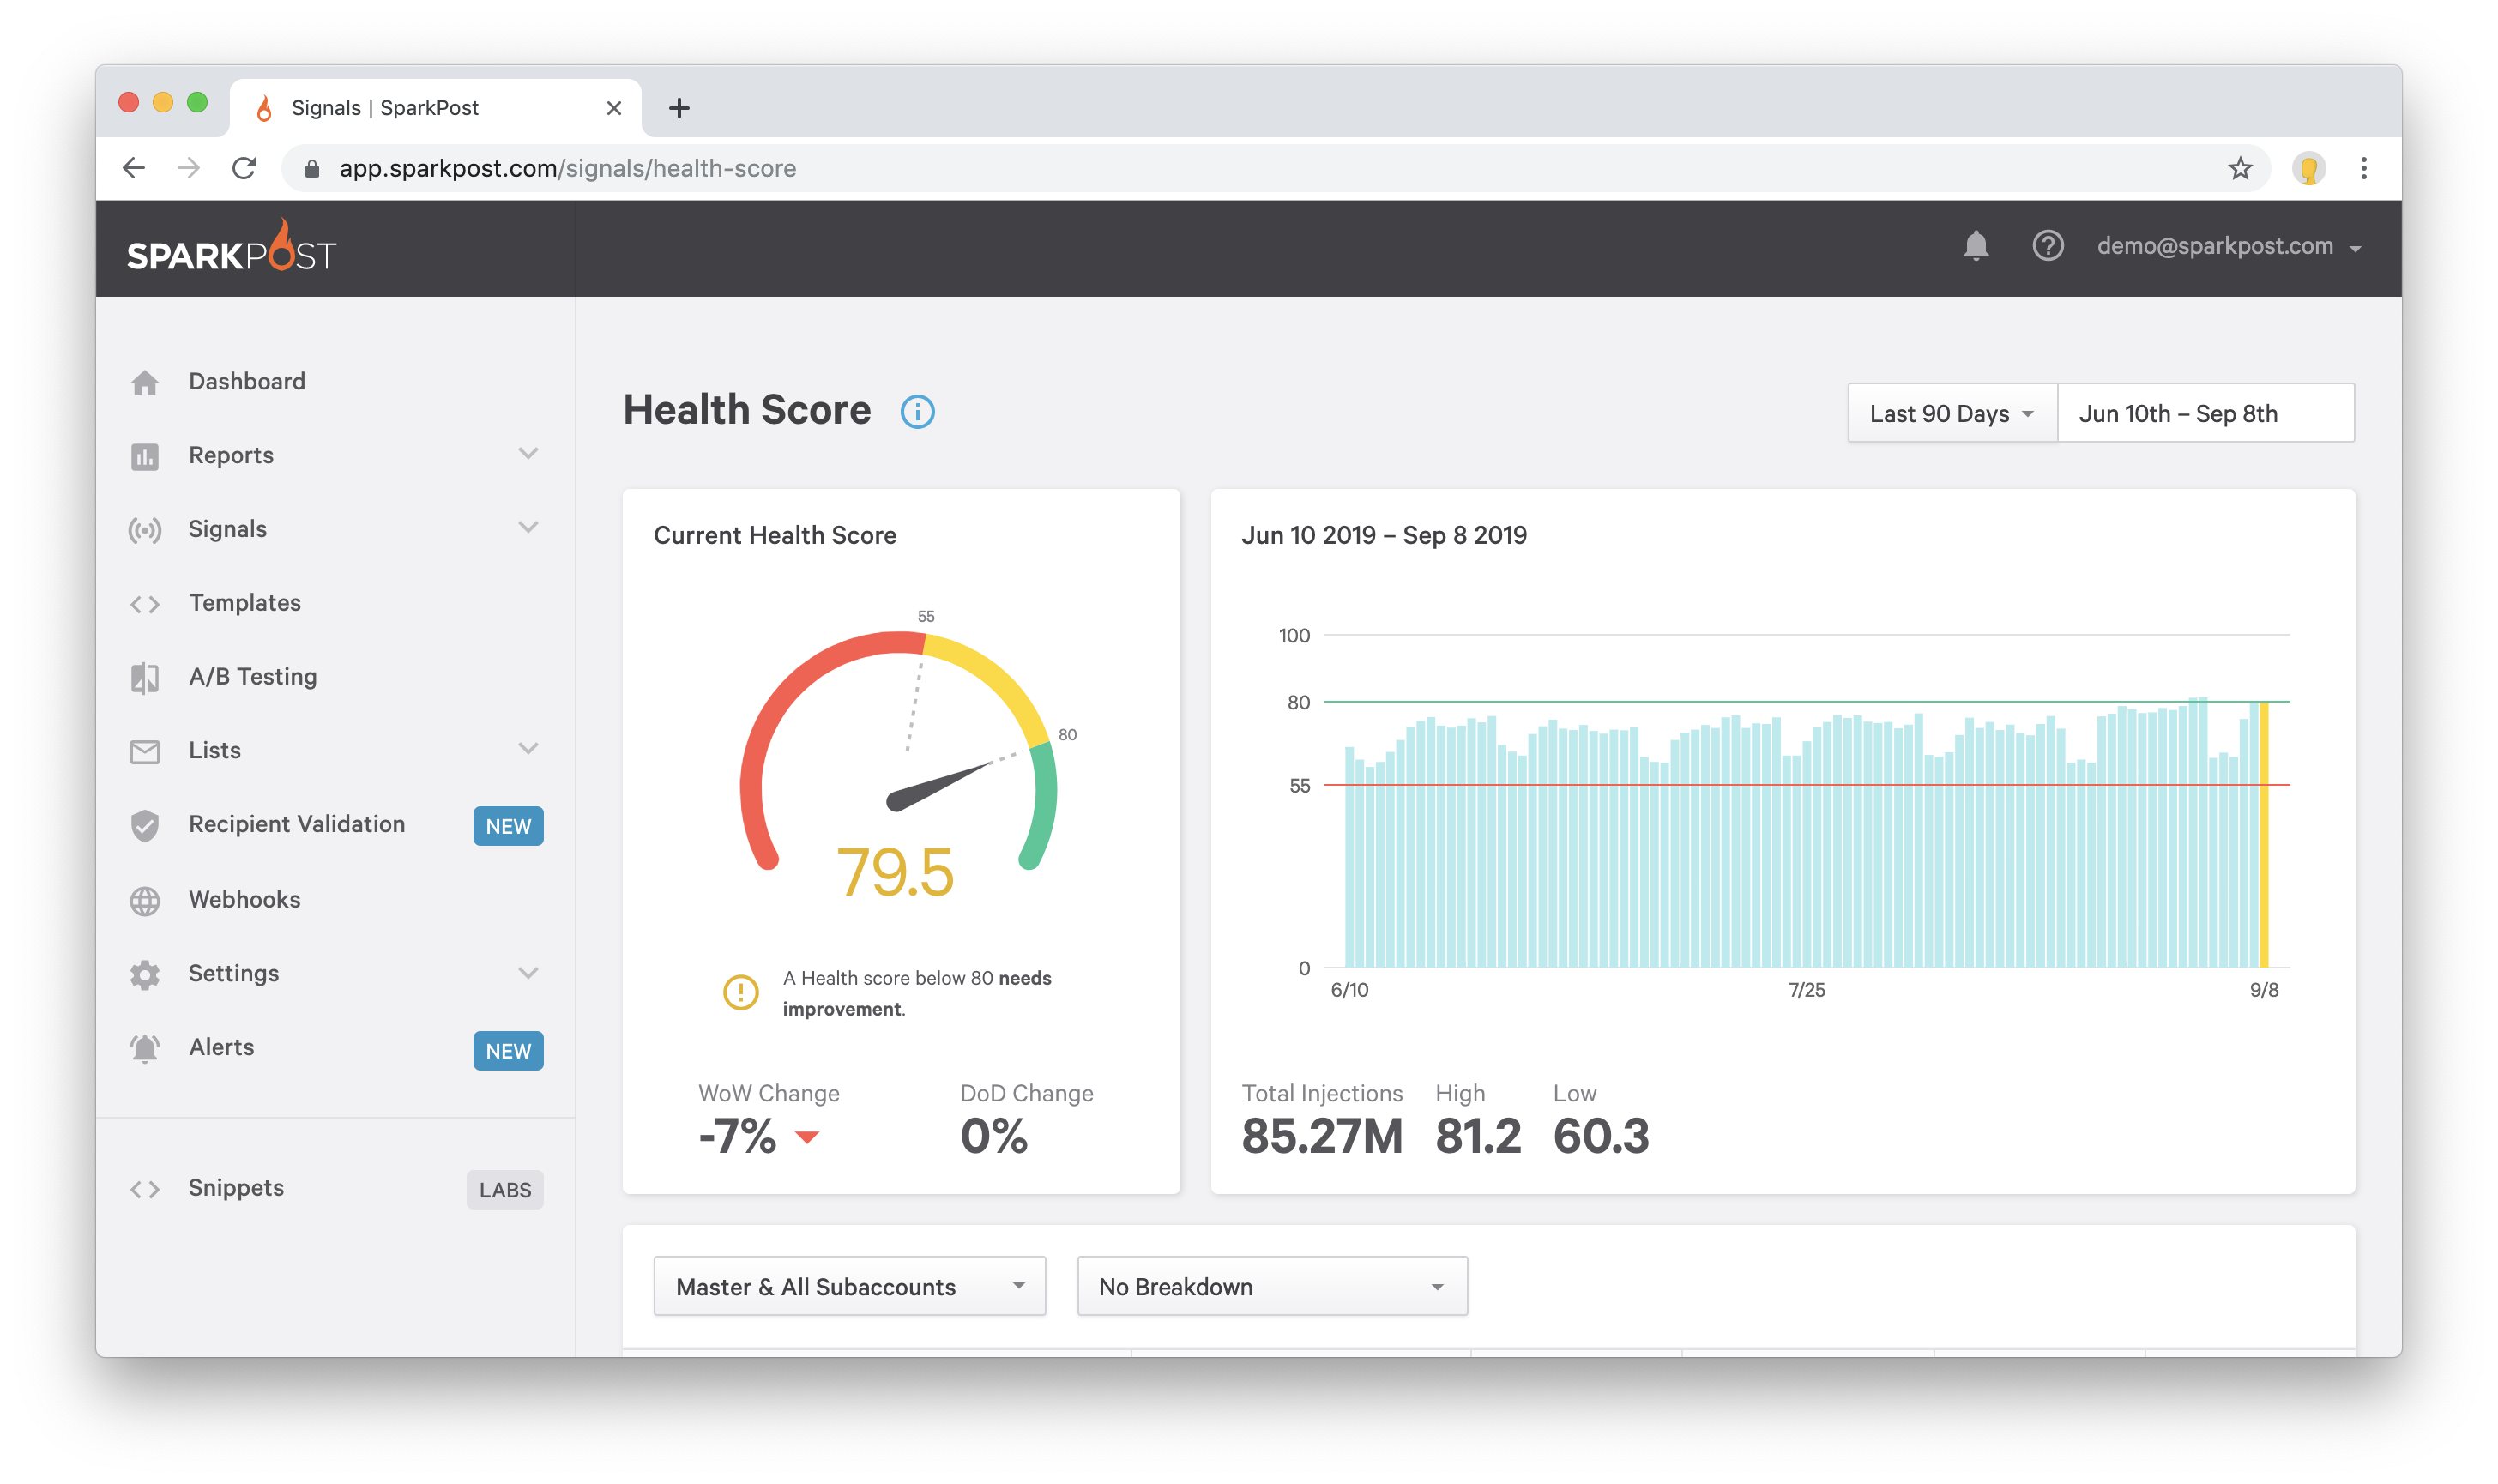 Signals | SparkPost
app.sparkpost.com/signals/health-score
SPARKPOST
demo@sparkpost.com
Dashboard
Reports
Signals
Templates
A/B Testing
Lists
Recipient Validation NEW
Webhooks
Settings
Alerts NEW
Snippets LABS
Health Score
Last 90 Days
Jun 10th – Sep 8th
Current Health Score
55
80
79.5
A Health score below 80 needs
improvement.
WoW Change
-7%
DoD Change
0%
Jun 10 2019 – Sep 8 2019
100
80
55
0
6/10 7/25 9/8
Total Injections High Low
85.27M 81.2 60.3
Master & All Subaccounts
No Breakdown